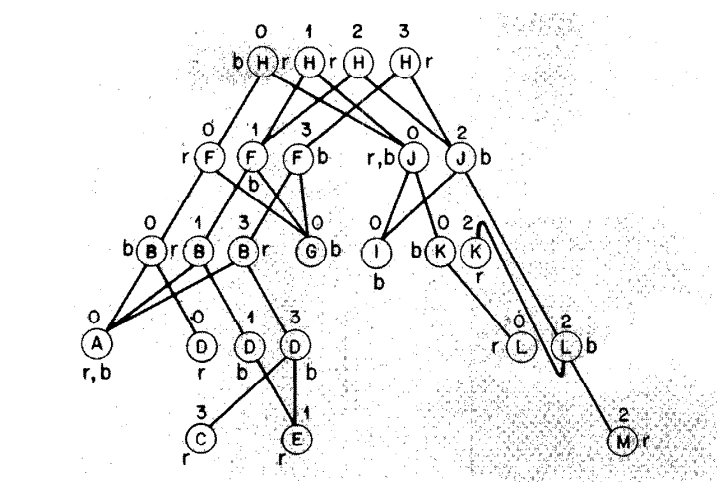 0 1 2 3
b H r H r H H r
0 1 3 0 2
r F F F b r,b J J b
b
0 1 3 0 0 0 2
b B r B B r G b I b K K
b r
0 0 1 3 0 2
A D D D r L L b
r,b r b b
3 1 2
C E M r
r r